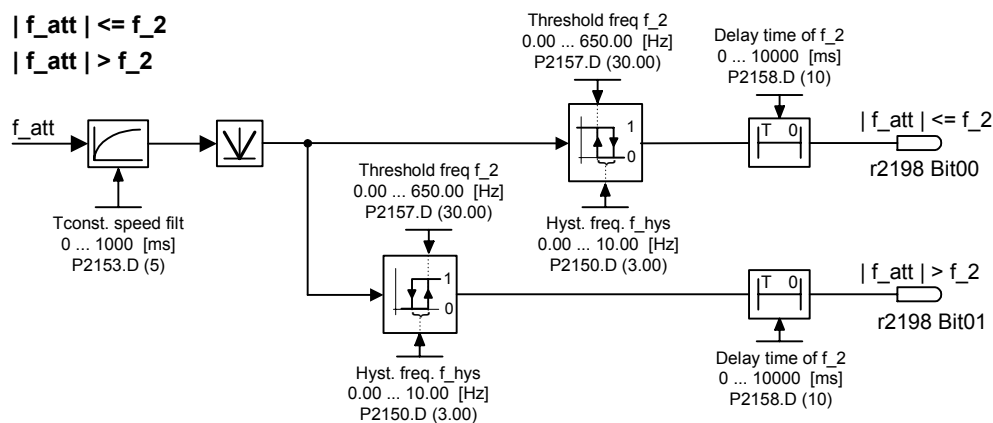 | f_att | <= f_2
| f_att | > f_2
Threshold freq f_2
0.00 ... 650.00 [Hz]
P2157.D (30.00)
Delay time of f_2
0 ... 10000 [ms]
P2158.D (10)
f_att
1
0
T 0
| f_att | <= f_2
r2198 Bit00
Tconst. speed filt
0 ... 1000 [ms]
P2153.D (5)
Threshold freq f_2
0.00 ... 650.00 [Hz]
P2157.D (30.00)
Hyst. freq. f_hys
0.00 ... 10.00 [Hz]
P2150.D (3.00)
1
0
T 0
| f_att | > f_2
r2198 Bit01
Hyst. freq. f_hys
0.00 ... 10.00 [Hz]
P2150.D (3.00)
Delay time of f_2
0 ... 10000 [ms]
P2158.D (10)